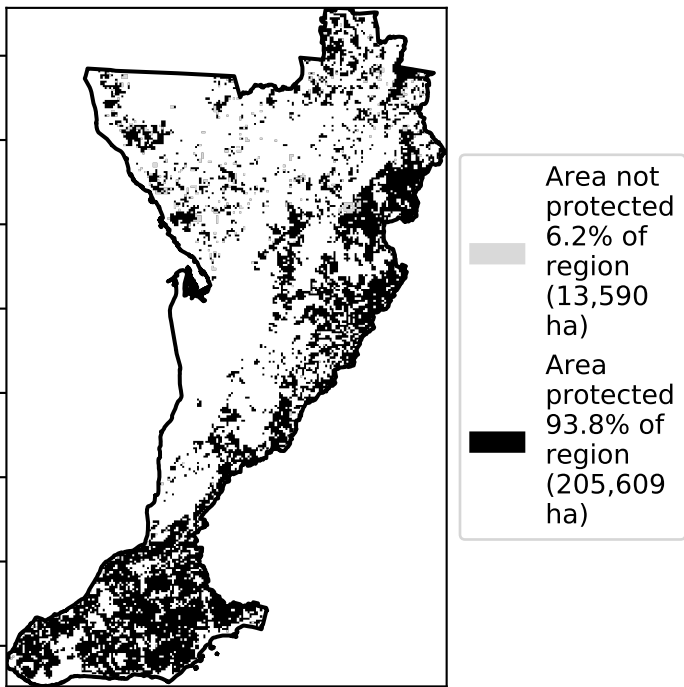 Area not
protected
6.2% of
region
(13,590
ha)
Area
protected
93.8% of
region
(205,609
ha)